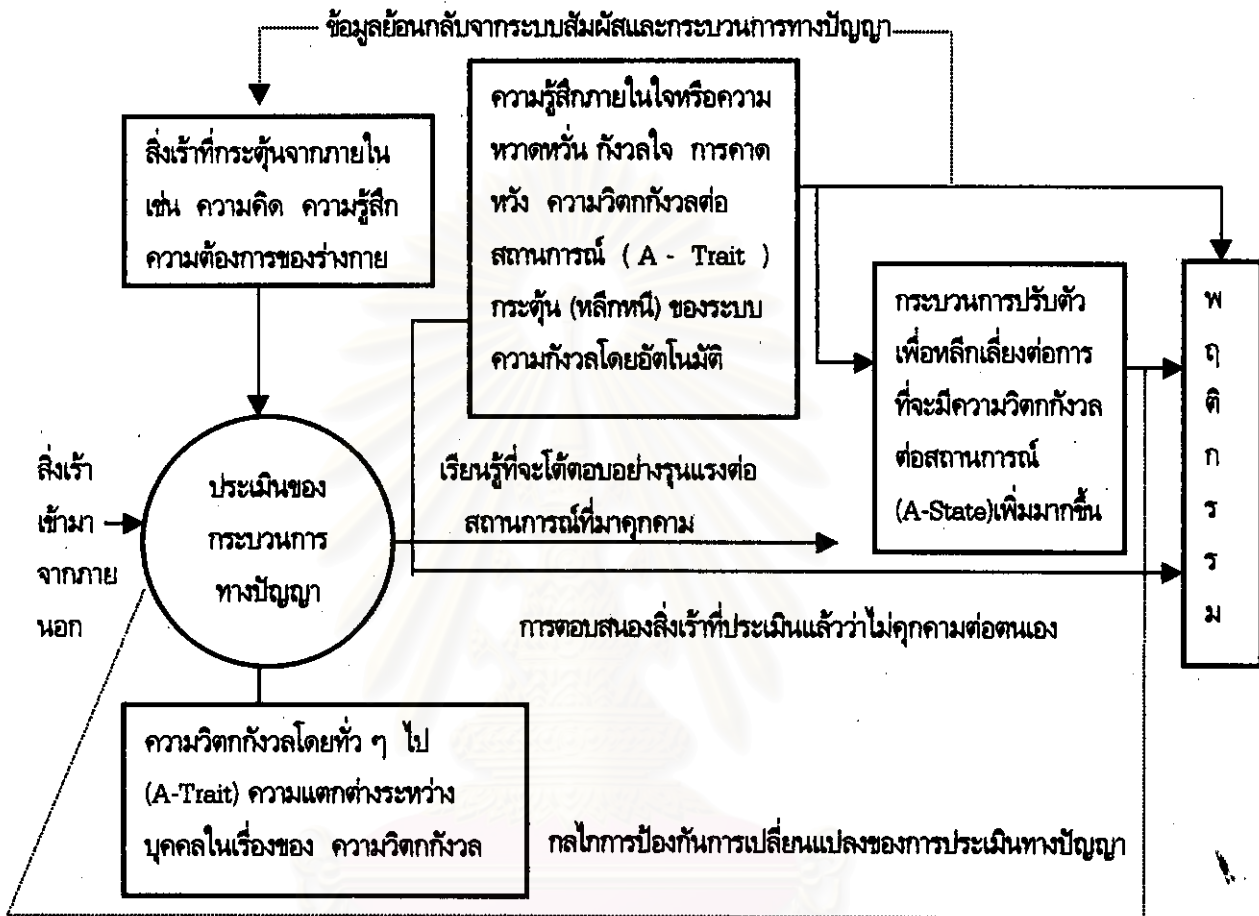 ข้อมูลย้อนกลับจากระบบสัมผัสและกระบวนการทางปัญญา
สิ่งเร้าที่กระตุ้นจากภายใน
เช่น ความคิด ความรู้สึก
ความต้องการของร่างกาย
ความรู้สึกภายในใจหรือความ
หวาดหวั่น กังวลใจ การคาด
หวัง ความวิตกกังวลต่อ
สถานการณ์ ( A - Trait )
กระตุ้น (หลีกหนี) ของระบบ
ความกังวลโดยอัตโนมัติ
กระบวนการปรับตัว
เพื่อหลีกเลี่ยงต่อการ
ที่จะมีความวิตกกังวล
ต่อสถานการณ์
(A-State)เพิ่มมากขึ้น
พ
ฤ
ติ
ก
ร
ร
ม
สิ่งเร้า
เข้ามา
จากภาย
นอก
ประเมินของ
กระบวนการ
ทางปัญญา
เรียนรู้ที่จะโต้ตอบอย่างรุนแรงต่อ
สถานการณ์ที่มาคุกคาม
การตอบสนองสิ่งเร้าที่ประเมินแล้วว่าไม่คุกคามต่อตนเอง
ความวิตกกังวลโดยทั่ว ๆ ไป
(A-Trait) ความแตกต่างระหว่าง
บุคคลในเรื่องของ ความวิตกกังวล
กลไกการป้องกันการเปลี่ยนแปลงของการประเมินทางปัญญา